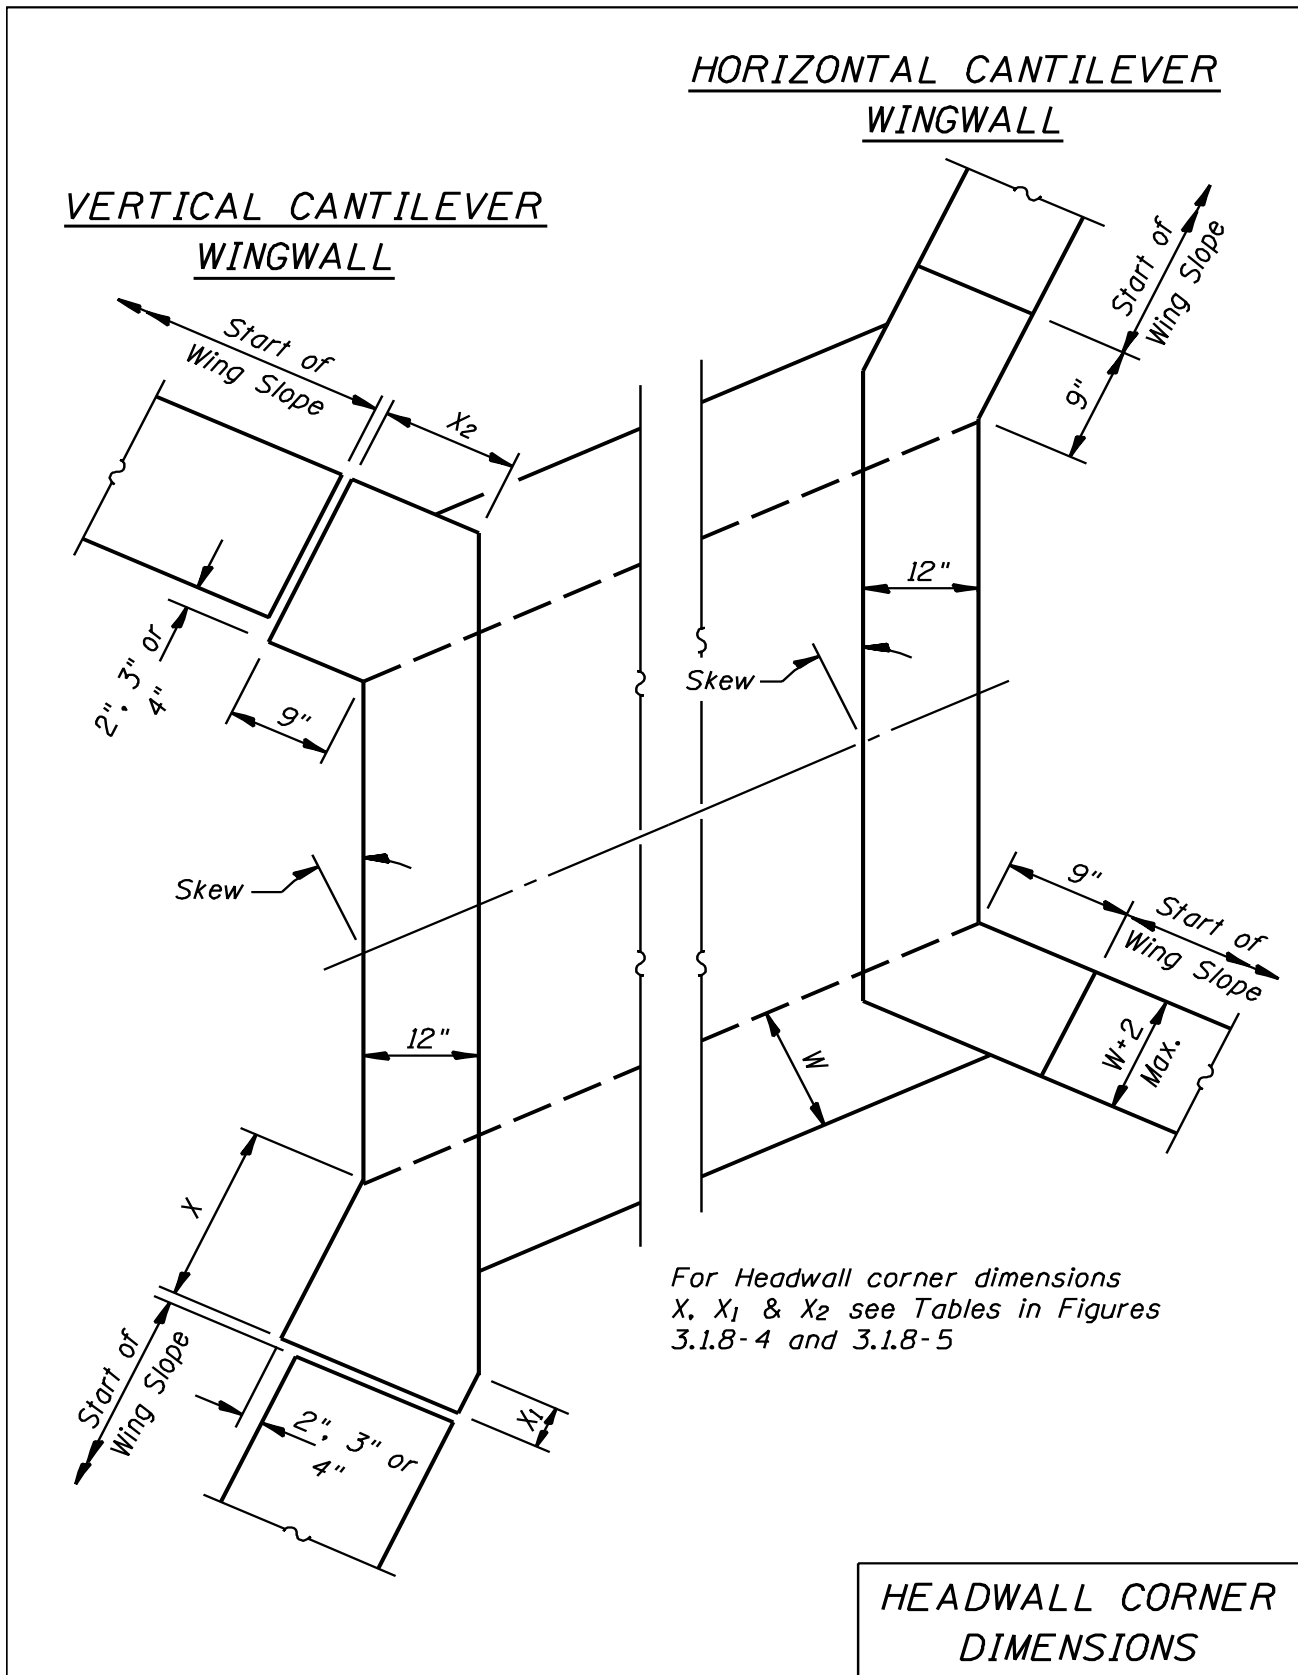 HORIZONTAL CANTILEVER
WINGWALL
VERTICAL CANTILEVER
WINGWALL
Start of
Wing Slope
X2
Start of
Wing Slope
9"
12"
2", 3" or
4"
9"
Skew
Skew
9"
Start of
Wing Slope
12"
W
W+2
Max.
X
For Headwall corner dimensions
X, X1 & X2 see Tables in Figures
3.1.8-4 and 3.1.8-5
Start of
Wing Slope
X1
2", 3" or
4"
HEADWALL CORNER
DIMENSIONS